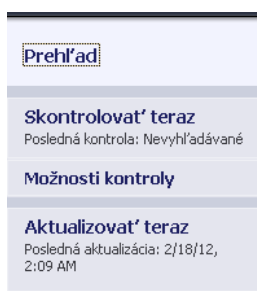 Prehľad
Skontrolovať teraz
Posledná kontrola: Nevyhľadávané
Možnosti kontroly
Aktualizovať teraz
Posledná aktualizácia: 2/18/12,
2:09 AM